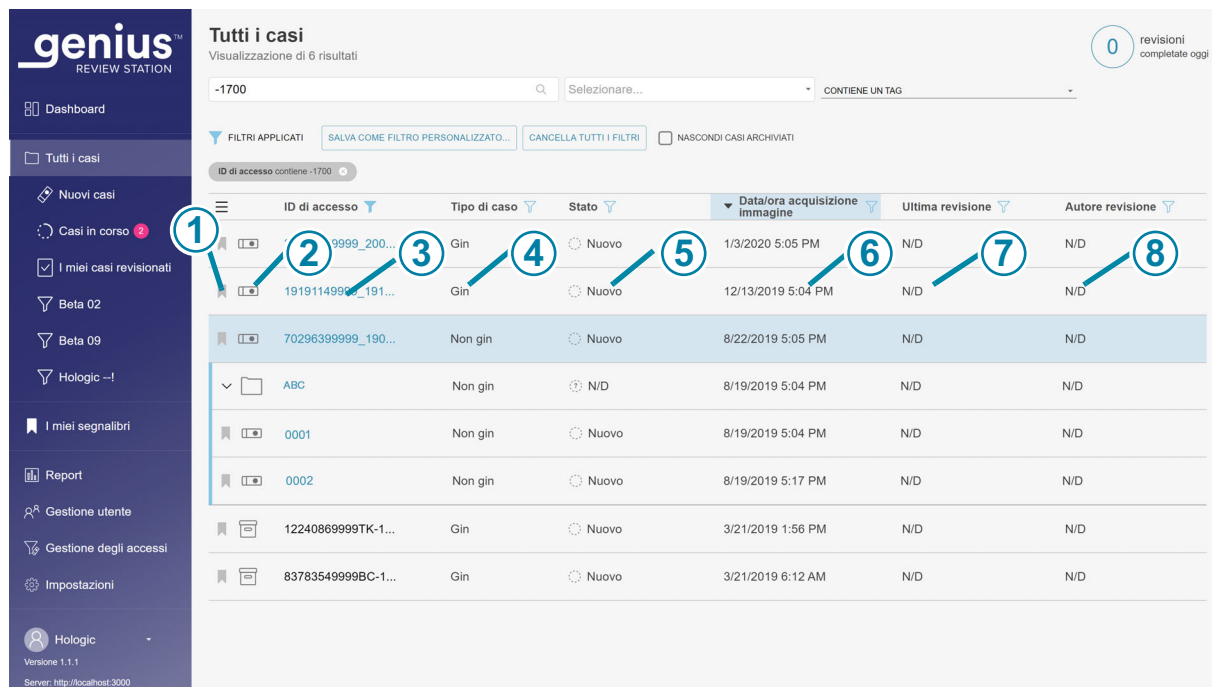 genius™
REVIEW STATION
Dashboard
Tutti i casi
Nuovi casi
Casi in corso 2
I miei casi revisionati
Beta 02
Beta 09
Hologic --!
I miei segnalibri
Report
Gestione utente
Gestione degli accessi
Impostazioni
Hologic
Versione 1.1.1
Server: http://localhost:3000
Tutti i casi
Visualizzazione di 6 risultati
0 revisioni
completate oggi
-1700 Selezionare... CONTIENE UN TAG
FILTRI APPLICATI SALVA COME FILTRO PERSONALIZZATO... CANCELLA TUTTI I FILTRI NASCONDI CASI ARCHIVIATI
ID di accesso contiene -1700
ID di accesso Tipo di caso Stato Data/ora acquisizione Ultima revisione Autore revisione
immagine
1 2 3 4 5 6 7 8
9999_200... Gin Nuovo 1/3/2020 5:05 PM N/D N/D
19191149999_191... Gin Nuovo 12/13/2019 5:04 PM N/D N/D
70296399999_190... Non gin Nuovo 8/22/2019 5:05 PM N/D N/D
ABC Non gin ? N/D 8/19/2019 5:04 PM N/D N/D
0001 Non gin Nuovo 8/19/2019 5:04 PM N/D N/D
0002 Non gin Nuovo 8/19/2019 5:17 PM N/D N/D
12240869999TK-1... Gin Nuovo 3/21/2019 1:56 PM N/D N/D
83783549999BC-1... Gin Nuovo 3/21/2019 6:12 AM N/D N/D